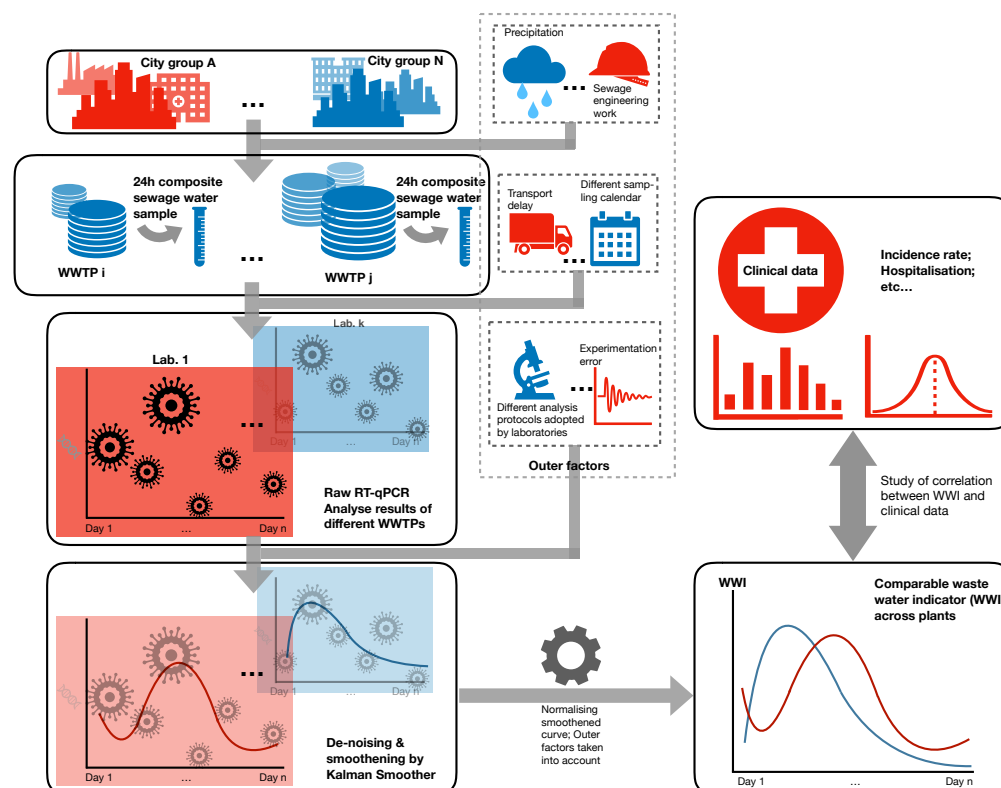 City group A
...
City group N
Precipitation
...
Sewage
engineering
work
24h composite
sewage water
sample
WWTP i
...
24h composite
sewage water
sample
WWTP j
Transport
delay
...
Different samp-
ling calendar
Lab. 1
Day 1
...
Day n
...
Lab. k
Day 1
...
Day n
Raw RT-qPCR
Analyse results of
different WWTPs
Different analysis
protocols adopted
by laboratories
...
Experimentation
error
Outer factors
Clinical data
Incidence rate;
Hospitalisation;
etc...
Study of correlation
between WWI and
clinical data
Day 1
...
Day n
...
Day 1
...
Day n
De-noising &
smoothening by
Kalman Smoother
Normalising
smoothened
curve; Outer
factors taken
into account
WWI
Comparable waste
water indicator (WWI
across plants
Day 1
...
Day n